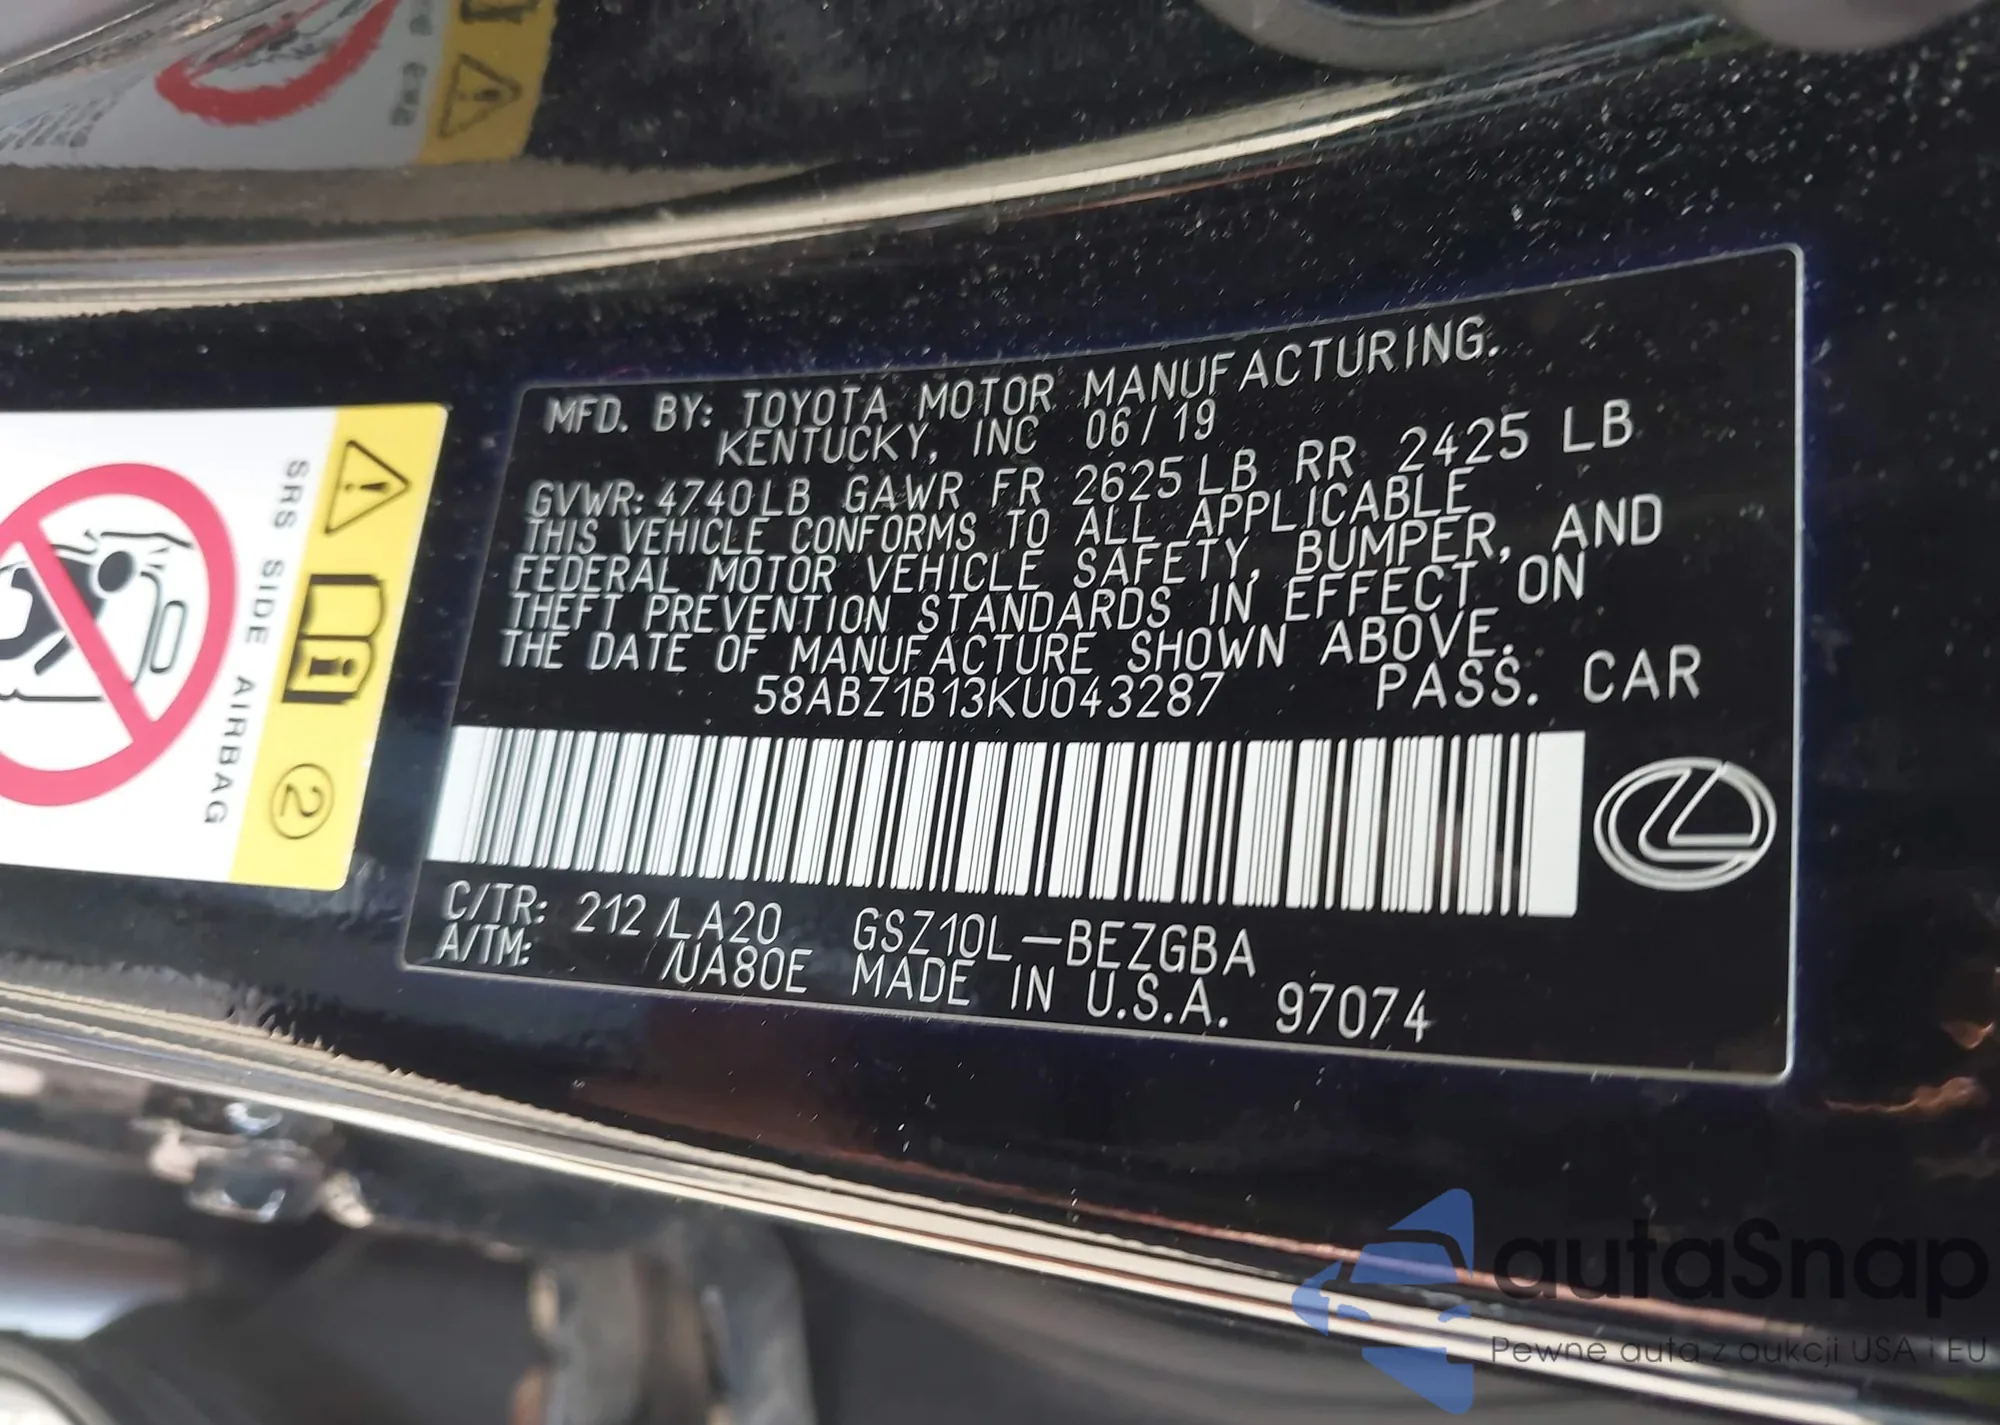 MFD. BY: TOYOTA MOTOR MANUFACTURING.
KENTUCKY, INC 06/19
GVWR: 4740LB GAWR FR 2625LB RR 2425 LB
THIS VEHICLE CONFORMS TO ALL APPLICABLE
FEDERAL MOTOR VEHICLE SAFETY, BUMPER, AND
THEFT PREVENTION STANDARDS IN EFFECT ON
THE DATE OF MANUFACTURE SHOWN ABOVE.
58ABZ1B13KU043287 PASS. CAR
C/TR: 212 /LA20 GSZ10L-BEZGBA
A/TM: /UA80E MADE IN U.S.A. 97074
SRS SIDE AIRBAG
2
autaSnap
Pewne auta z aukcji USA i EU